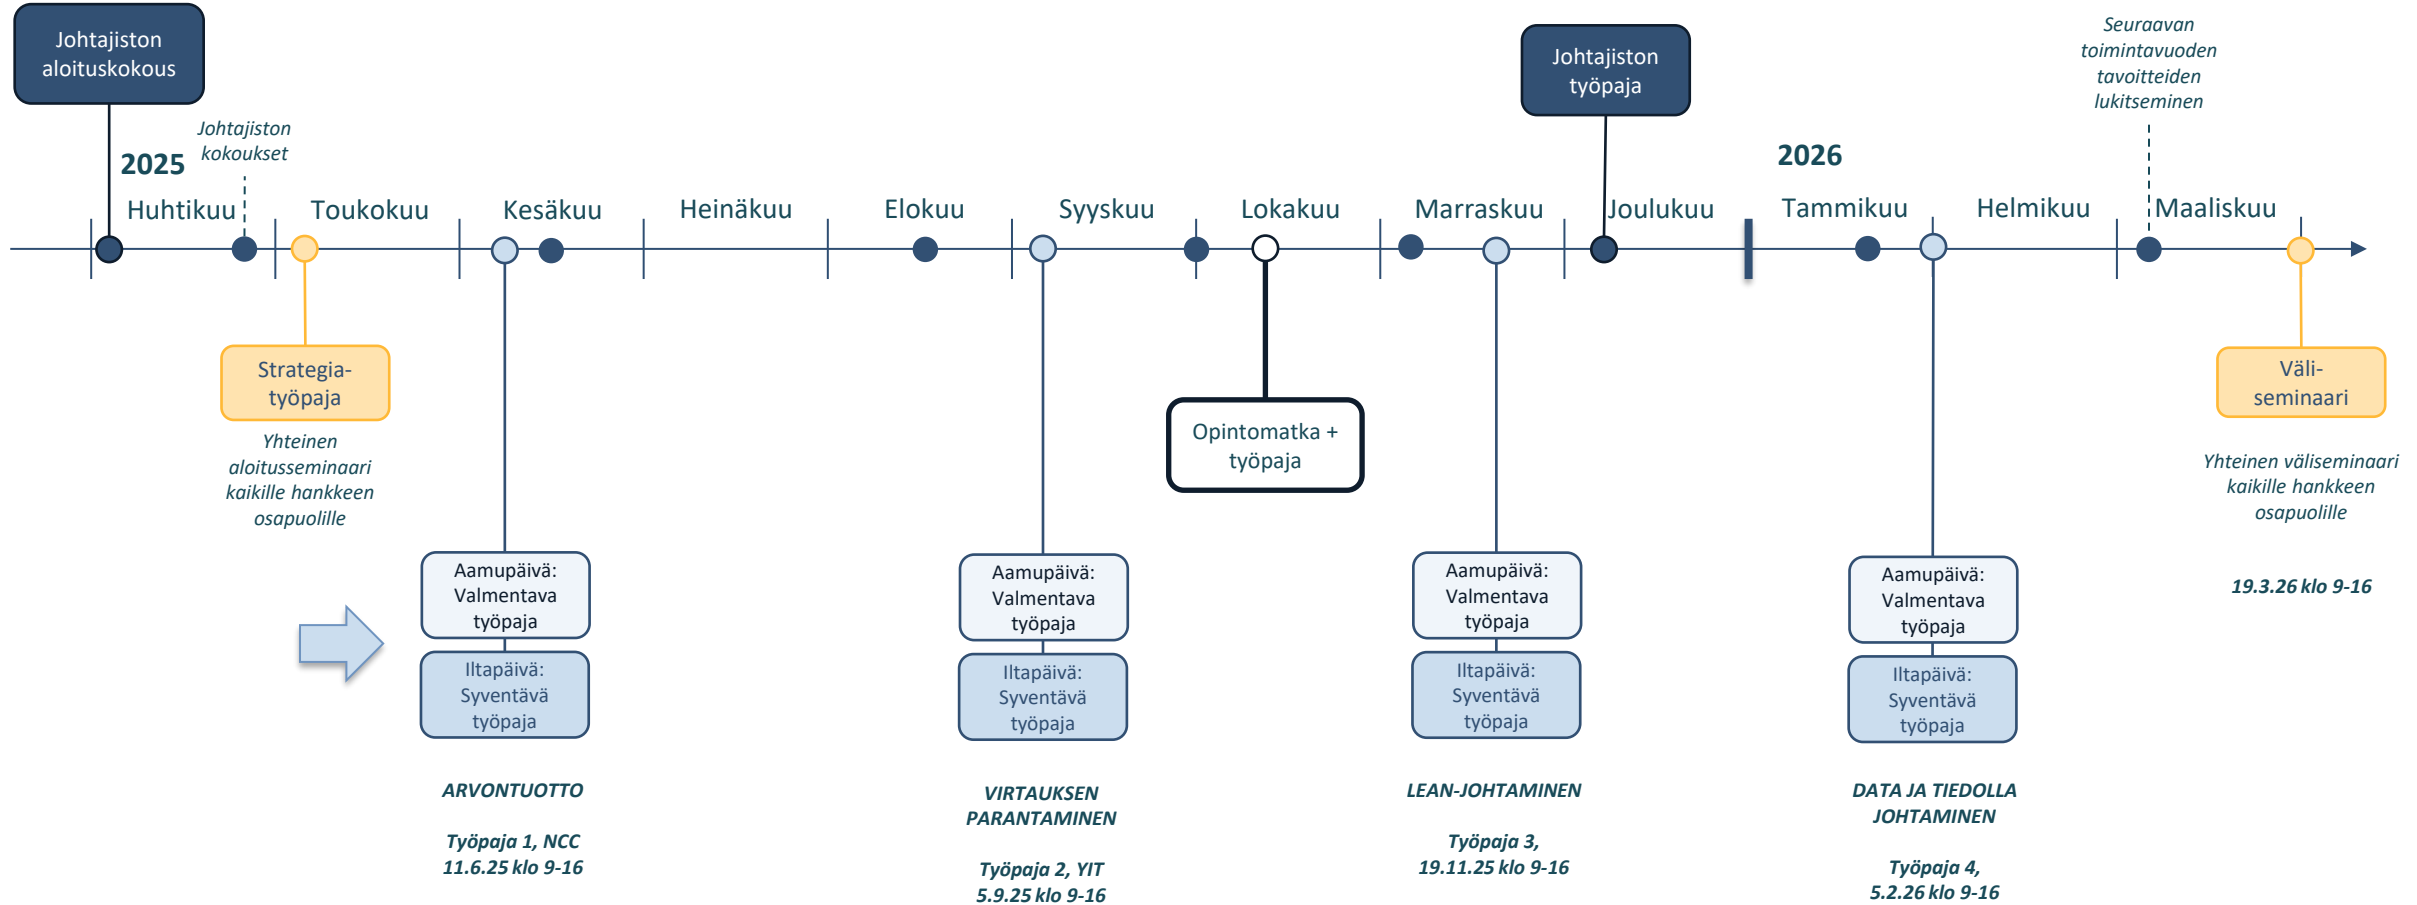 Johtajiston
aloituskokous
Johtajiston
kokoukset
Johtajiston
työpaja
Seuraavan
toimintavuoden
tavoitteiden
lukitseminen
2025
2026
Huhtikuu
Toukokuu
Kesäkuu
Heinäkuu
Elokuu
Syyskuu
Lokakuu
Marraskuu
Joulukuu
Tammikuu
Helmikuu
Maaliskuu
Strategia-
työpaja
Yhteinen
aloitusseminaari
kaikille hankkeen
osapuolille
Opintomatka +
työpaja
Väli-
seminaari
Yhteinen väliseminaari
kaikille hankkeen
osapuolille
19.3.26 klo 9-16
Aamupäivä:
Valmentava
työpaja
Iltapäivä:
Syventävä
työpaja
ARVONTUOTTO
Työpaja 1, NCC
11.6.25 klo 9-16
Aamupäivä:
Valmentava
työpaja
Iltapäivä:
Syventävä
työpaja
VIRTAUKSEN
PARANTAMINEN
Työpaja 2, YIT
5.9.25 klo 9-16
Aamupäivä:
Valmentava
työpaja
Iltapäivä:
Syventävä
työpaja
LEAN-JOHTAMINEN
Työpaja 3,
19.11.25 klo 9-16
Aamupäivä:
Valmentava
työpaja
Iltapäivä:
Syventävä
työpaja
DATA JA TIEDOLLA
JOHTAMINEN
Työpaja 4,
5.2.26 klo 9-16